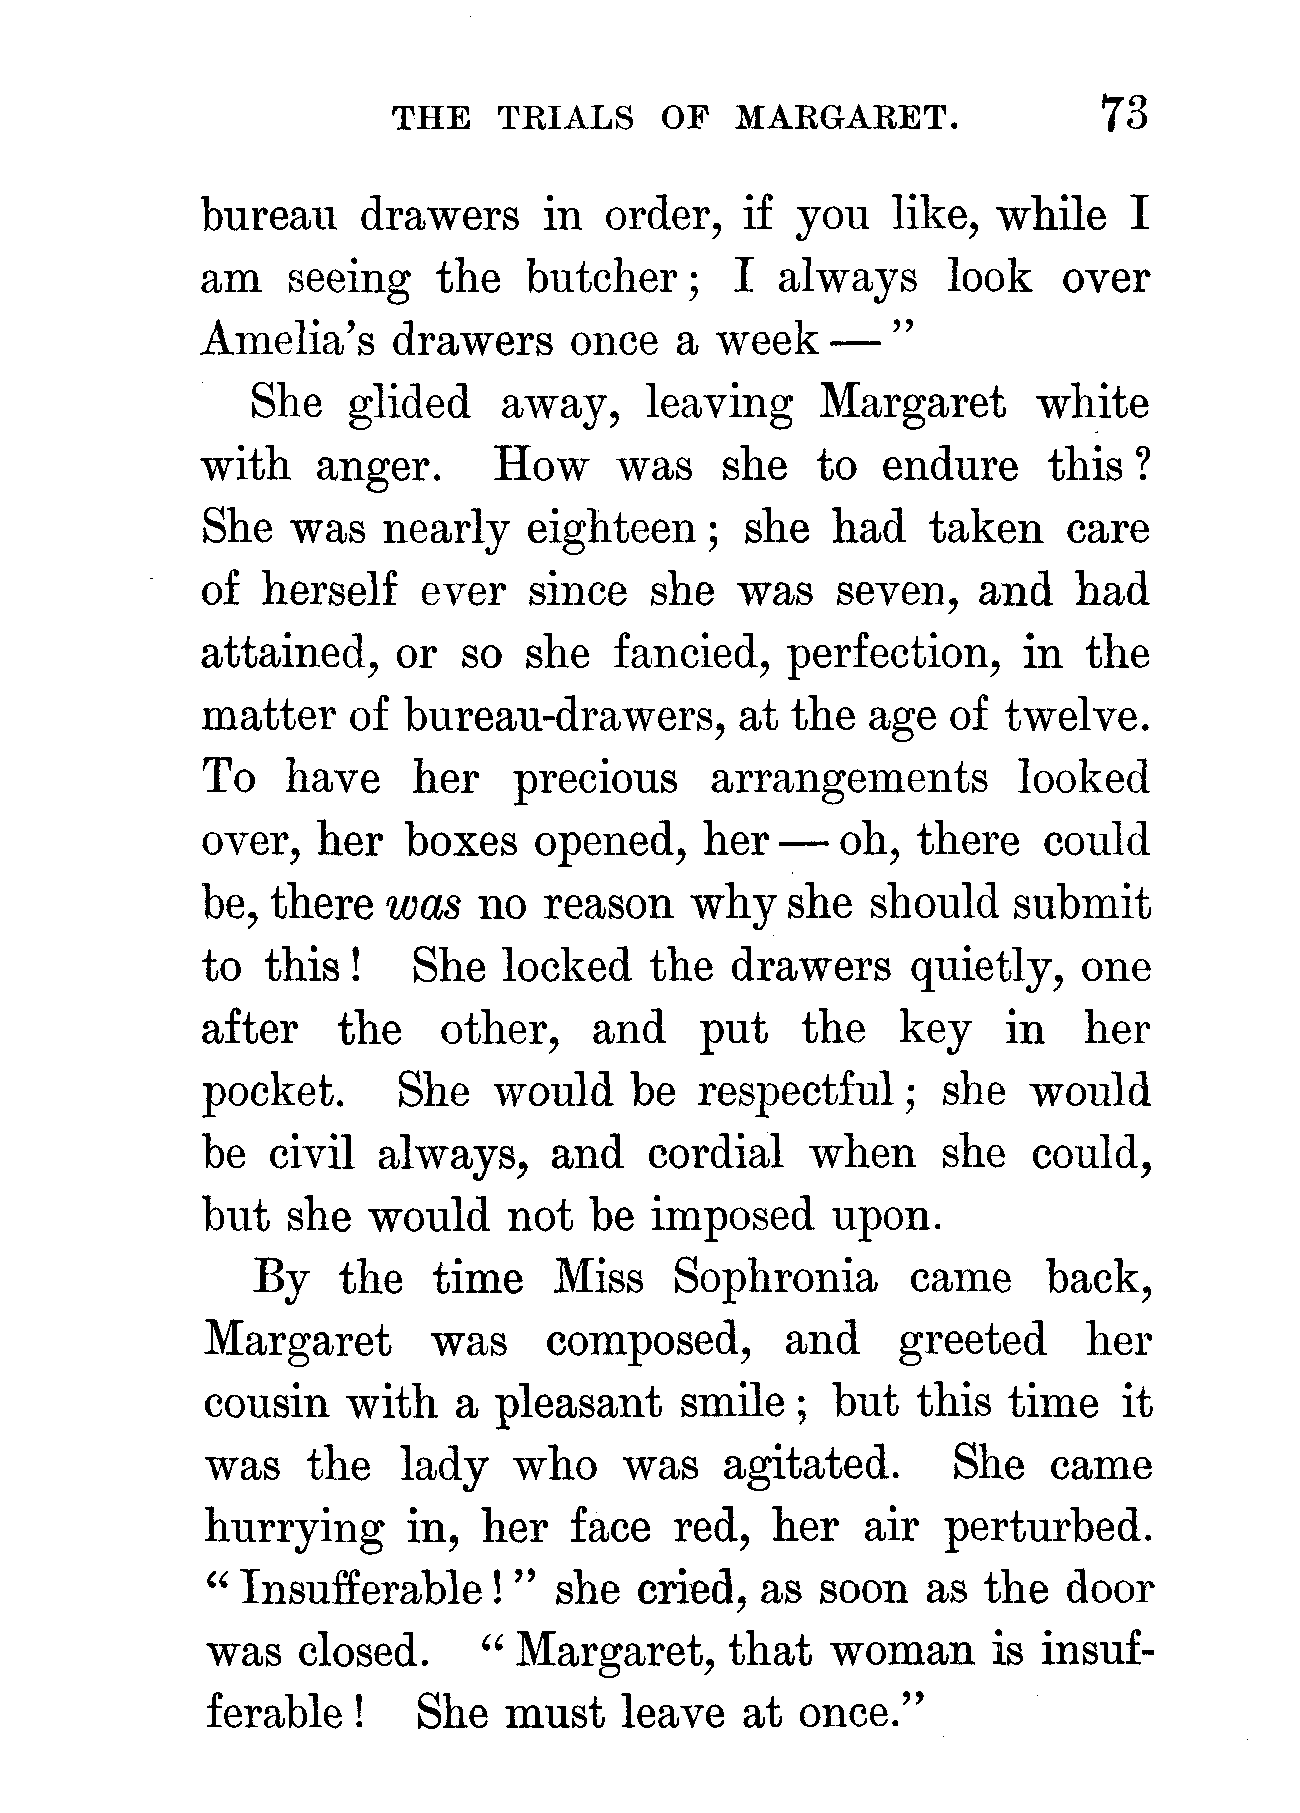 THE TRIALS OF MARGARET. 73
bureau drawers in order, if you like, while I
am seeing the butcher; I always look over
Amelia's drawers once a week—"
She glided away, leaving Margaret white
with anger. How was she to endure this?
She was nearly eighteen; she had taken care
of herself ever since she was seven, and had
attained, or so she fancied, perfection, in the
matter of bureau-drawers, at the age of twelve.
To have her precious arrangements looked
over, her boxes opened, her—oh, there could
be, there was no reason why she should submit
to this! She locked the drawers quietly, one
after the other, and put the key in her
pocket. She would be respectful; she would
be civil always, and cordial when she could,
but she would not be imposed upon.
By the time Miss Sophronia came back,
Margaret was composed, and greeted her
cousin with a pleasant smile; but this time it
was the lady who was agitated. She came
hurrying in, her face red, her air perturbed.
"Insufferable!" she cried, as soon as the door
was closed. "Margaret, that woman is insuf-
ferable! She must leave at once."